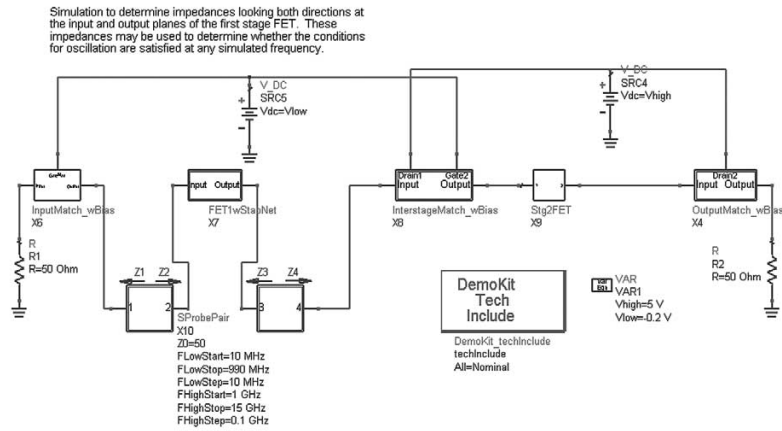 Simulation to determine impedances looking both directions at
the input and output planes of the first stage FET. These
impedances may be used to determine whether the conditions
for oscillation are satisfied at any simulated frequency.
V_DC
SRC5
Vdc=Vlow
V_DC
SRC4
Vdc=Vhigh
Input Output
InputMatch_wBias
X6
Input Output
FET1wStabNet
X7
Drain1 Gate2
Input Output
InterstageMatch_wBias
X8
Stg2FET
X9
Drain2
Input Output
OutputMatch_wBias
X4
R
R1
R=50 Ohm
Z1 Z2
1 2
SProbePair
X10
Z0=50
FLowStart=10 MHz
FLowStop=990 MHz
FLowStep=10 MHz
FHighStart=1 GHz
FHighStop=15 GHz
FHighStep=0.1 GHz
Z3 Z4
3 4
DemoKit
Tech
Include
DemoKit_techInclude
techInclude
All=Nominal
Var
Eqn
VAR
VAR1
Vhigh=5 V
Vlow=-0.2 V
R
R2
R=50 Ohm